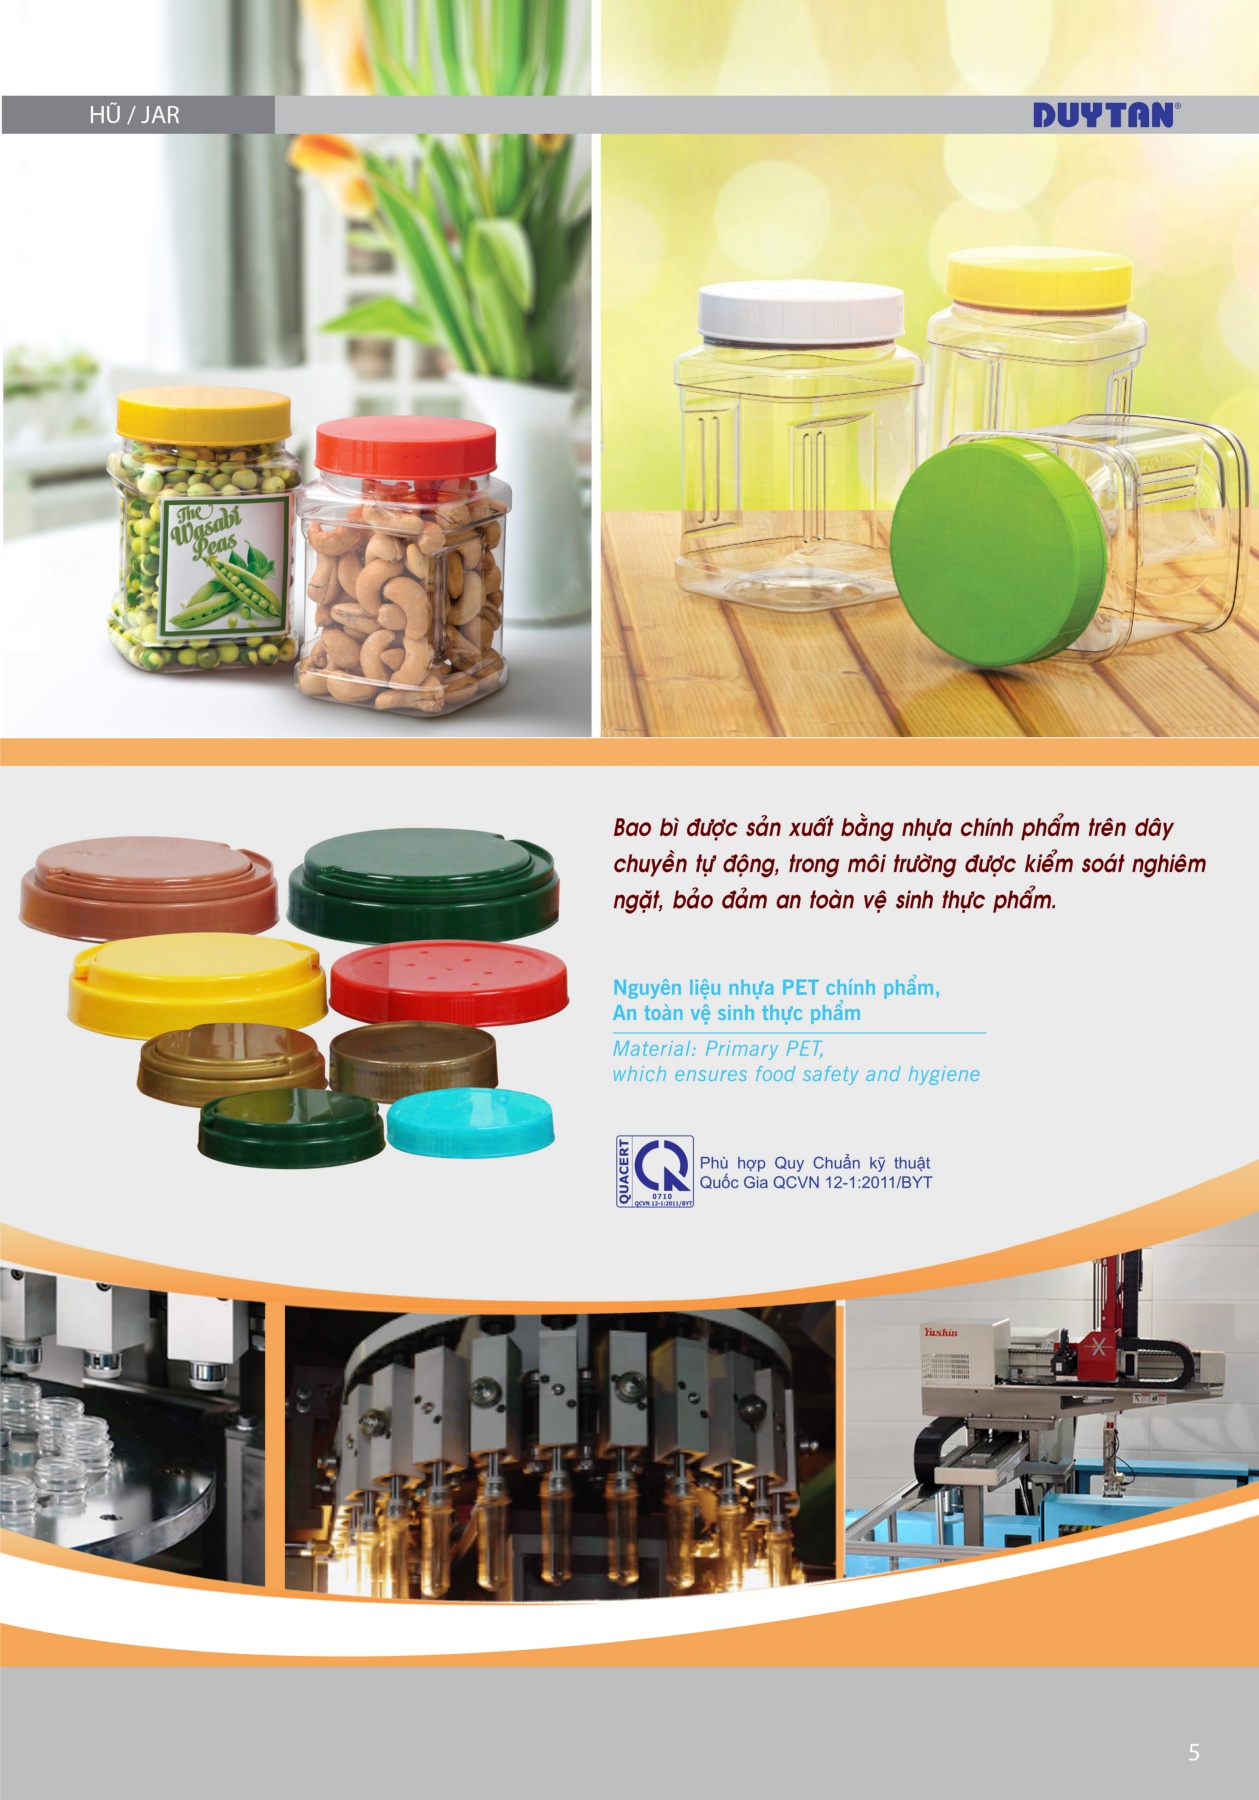 HŨ / JAR
DUYTAN®
The
Wasabi
Peas
Bao bì được sản xuất bằng nhựa chính phẩm trên dây
chuyền tự động, trong môi trường được kiểm soát nghiêm
ngặt, bảo đảm an toàn vệ sinh thực phẩm.
Nguyên liệu nhựa PET chính phẩm,
An toàn vệ sinh thực phẩm
Material: Primary PET,
which ensures food safety and hygiene
QUACERT
0710
QCVN 12-1:2011/BYT
Phù hợp Quy Chuẩn kỹ thuật
Quốc Gia QCVN 12-1:2011/BYT
Yushin
X
5